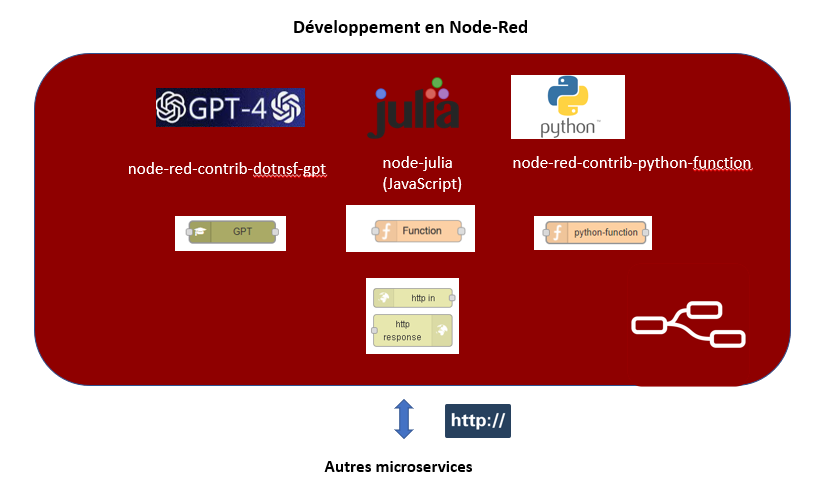 Développement en Node-Red
GPT-4
julia
python™
node-red-contrib-dotnsf-gpt
node-julia
(JavaScript)
node-red-contrib-python-function
GPT
f Function
f python-function
http in
http
response
http://
Autres microservices